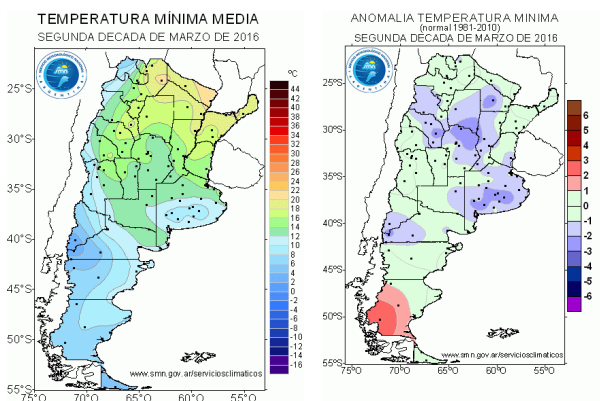 TEMPERATURA MÍNIMA MEDIA
SEGUNDA DECADA DE MARZO DE 2016
25°S
30°S
35°S
40°S
45°S
50°S
55°S
75°W
70°W
65°W
60°W
55°W
ºC
44
42
40
38
36
34
32
30
28
26
24
22
20
18
16
14
12
10
8
6
4
2
0
-2
-4
-6
-8
-10
-12
-14
-16
www.smn.gov.ar/serviciosclimaticos
ANOMALIA TEMPERATURA MINIMA
(normal 1981-2010)
SEGUNDA DECADA DE MARZO DE 2016
25°S
30°S
35°S
40°S
45°S
50°S
55°S
75°W
70°W
65°W
60°W
55°W
6
5
4
3
2
1
0
-1
-2
-3
-4
-5
-6
www.smn.gov.ar/serviciosclimaticos